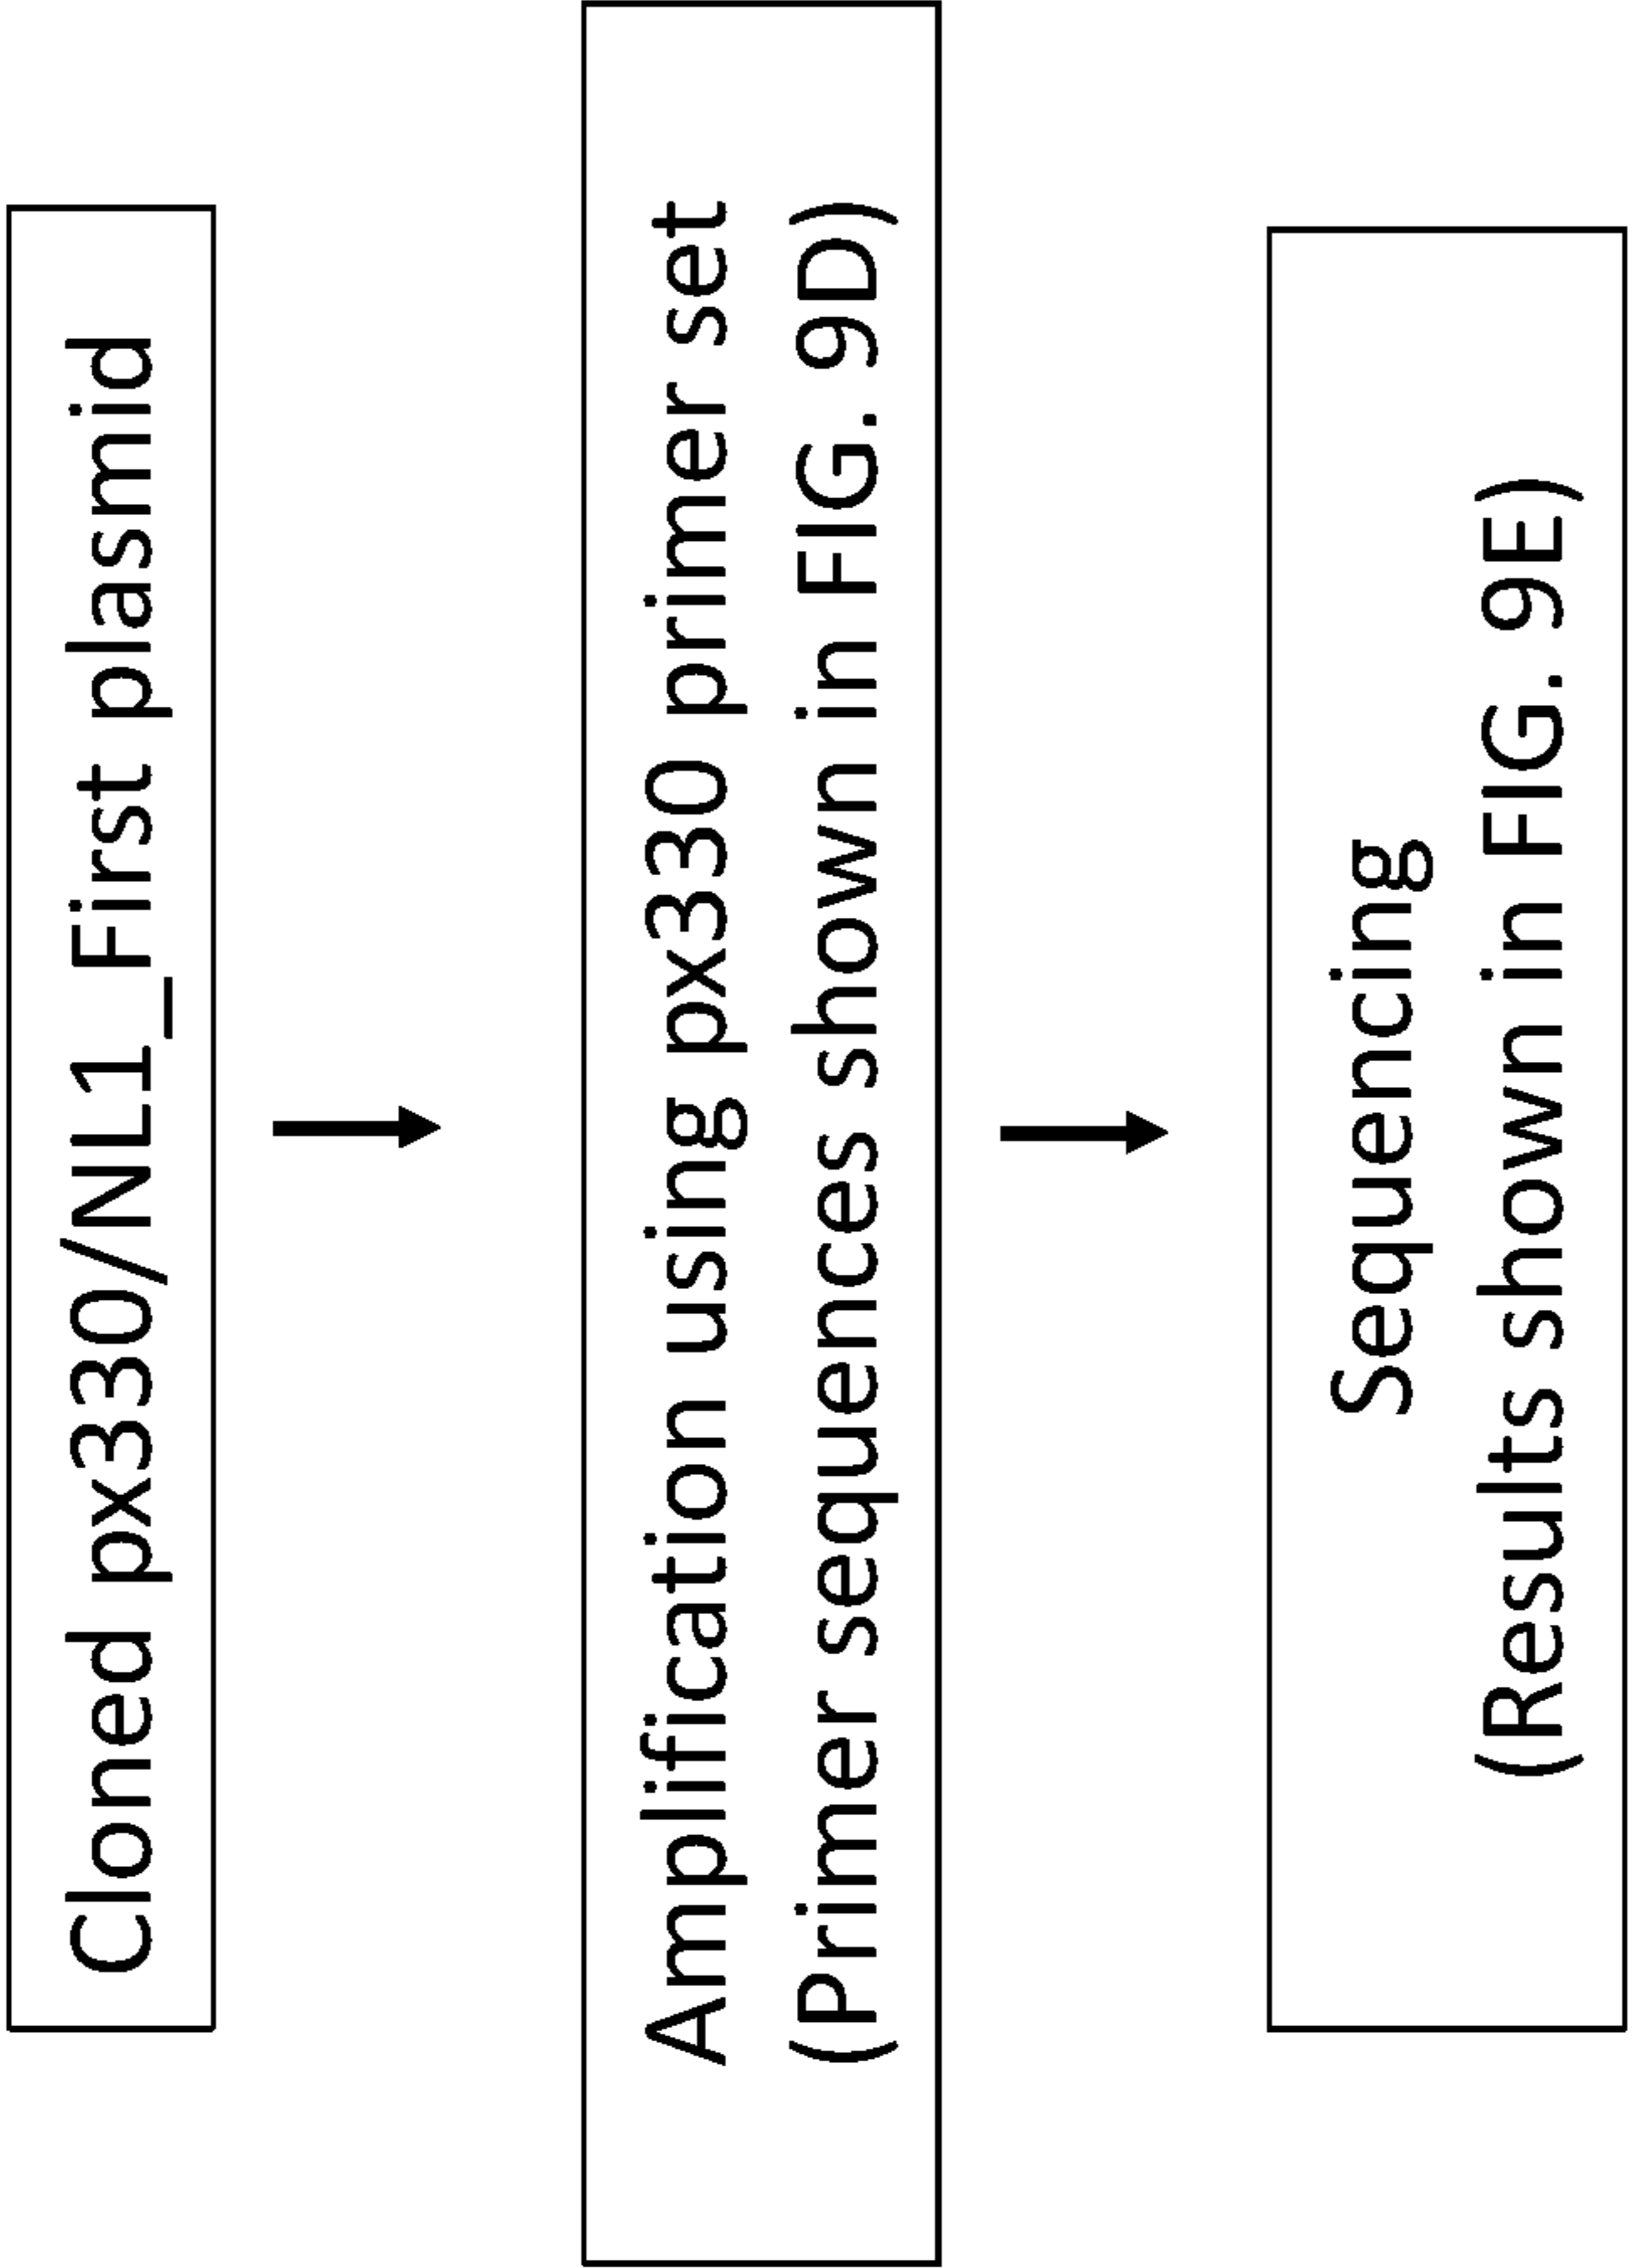 Cloned px330/NL1_First plasmid
Amplification using px330 primer set
(Primer sequences shown in FIG. 9D)
Sequencing
(Results shown in FIG. 9E)